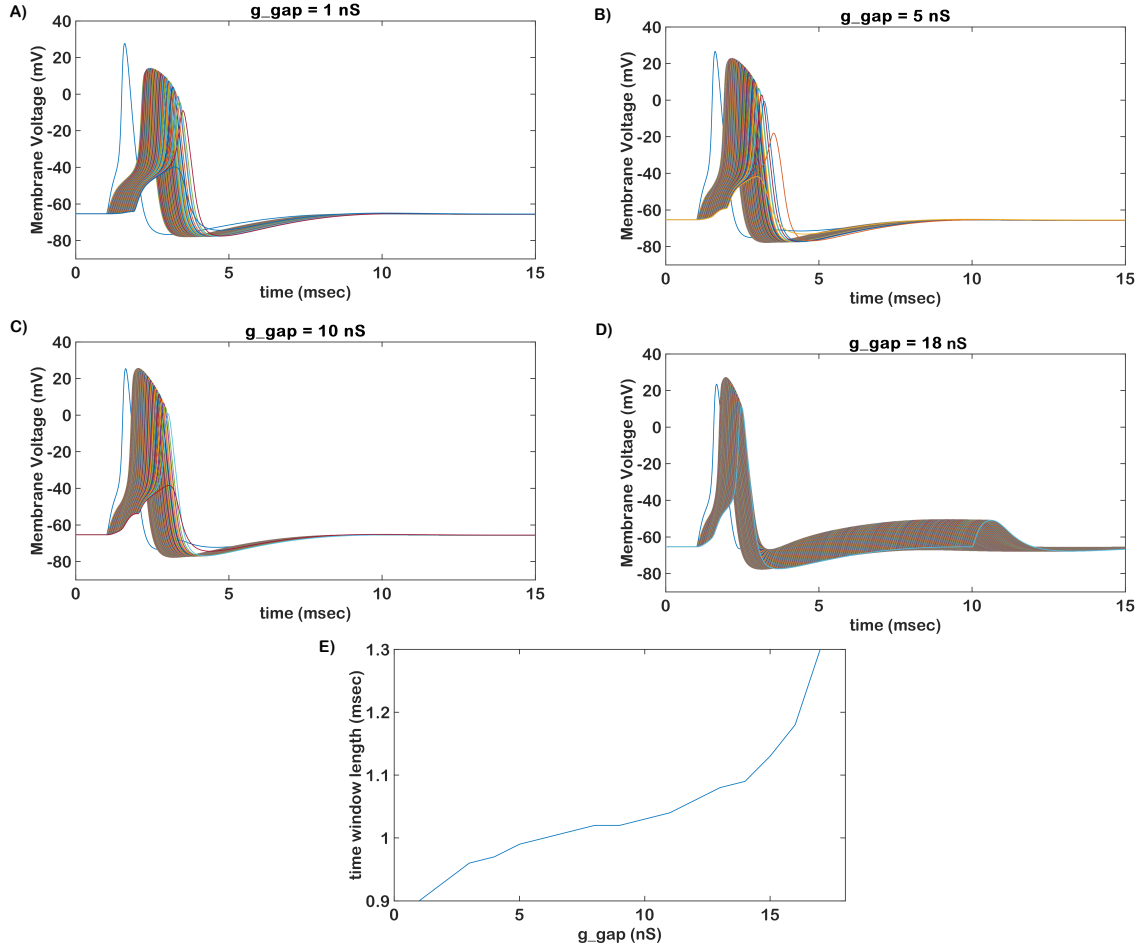 A)
g_gap = 1 nS
40
20
0
-20
-40
-60
-80
Membrane Voltage (mV)
0 5 10 15
time (msec)
B)
g_gap = 5 nS
40
20
0
-20
-40
-60
-80
Membrane Voltage (mV)
0 5 10 15
time (msec)
C)
g_gap = 10 nS
40
20
0
-20
-40
-60
-80
Membrane Voltage (mV)
0 5 10 15
time (msec)
D)
g_gap = 18 nS
40
20
0
-20
-40
-60
-80
Membrane Voltage (mV)
0 5 10 15
time (msec)
E)
1.3
1.2
1.1
1
0.9
time window length (msec)
0 5 10 15
g_gap (nS)